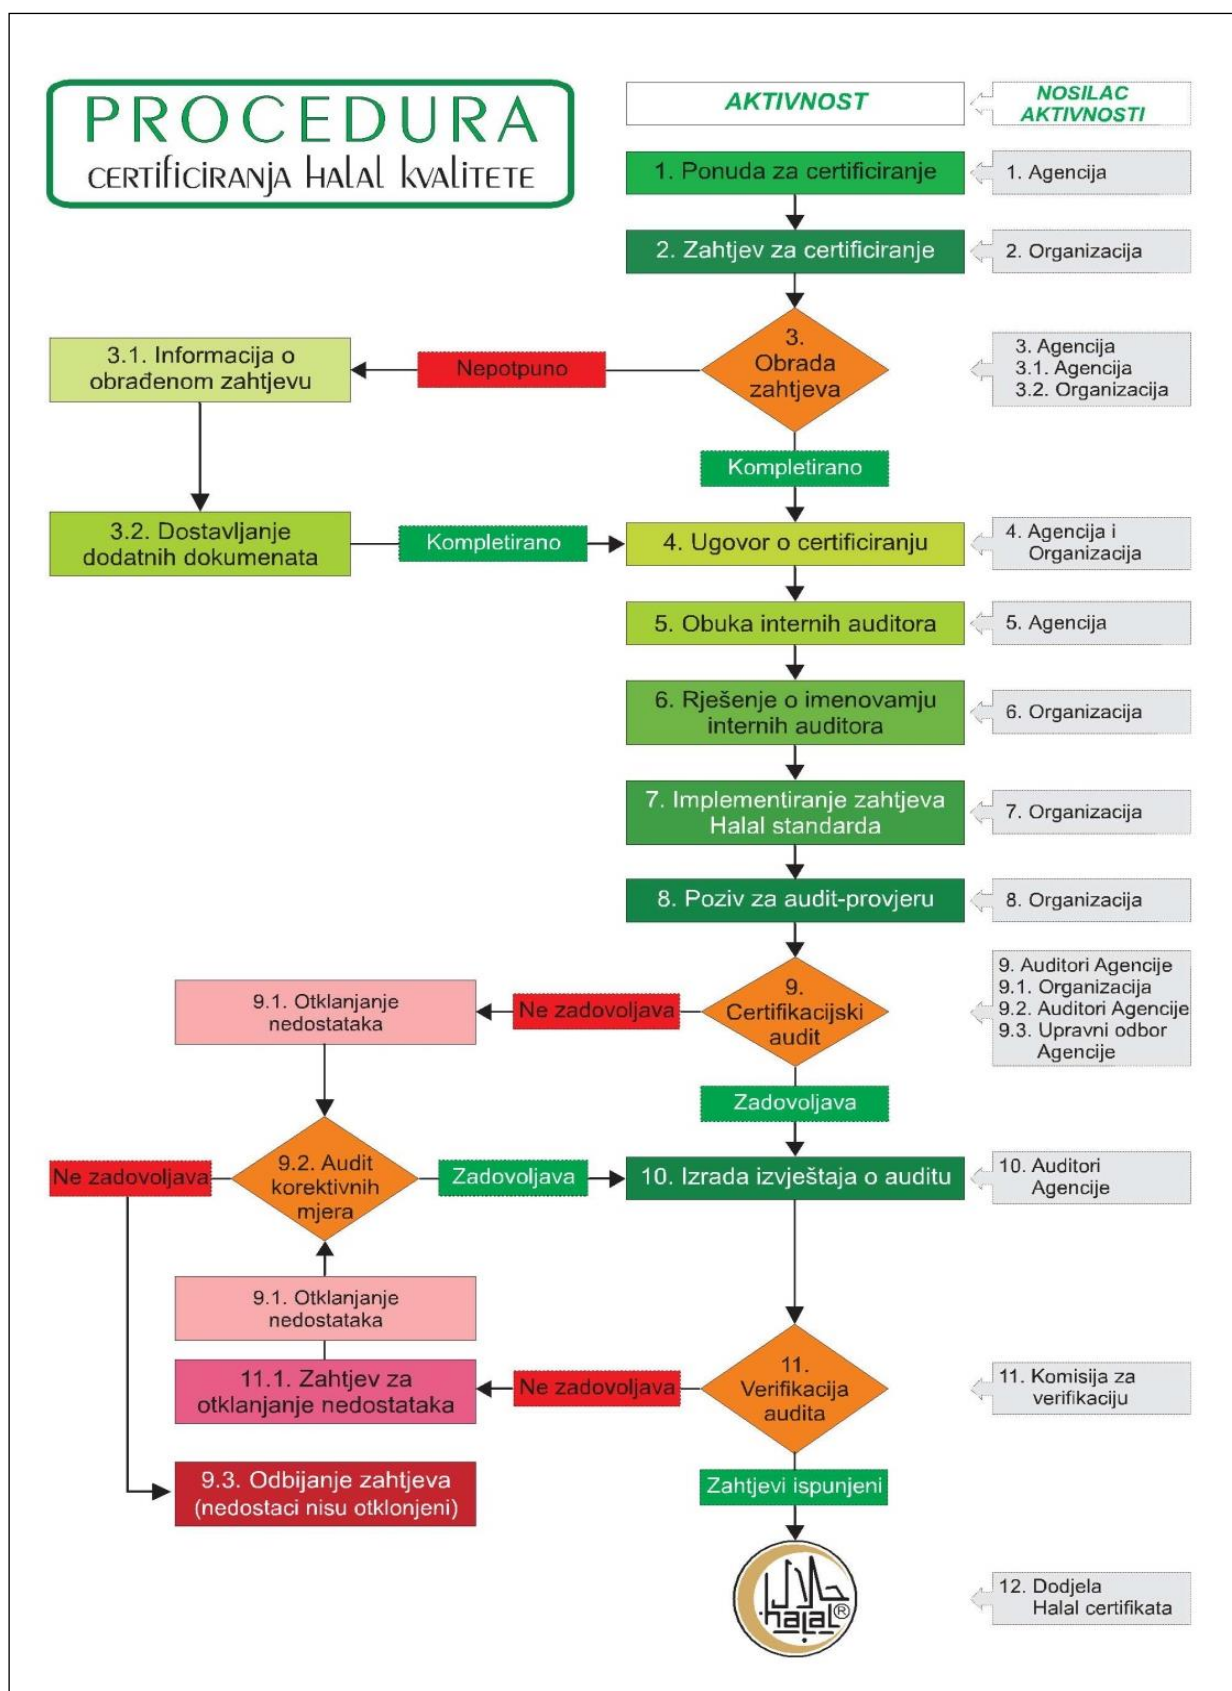 PROCEDURA
CERTIFICIRANJA HALAL KVALITETE
AKTIVNOST
NOSILAC
AKTIVNOSTI
1. Ponuda za certificiranje
1. Agencija
2. Zahtjev za certificiranje
2. Organizacija
3.1. Informacija o
obrađenom zahtjevu
Nepotpuno
3.
Obrada
zahtjeva
3. Agencija
3.1. Agencija
3.2. Organizacija
Kompletirano
3.2. Dostavljanje
dodatnih dokumenata
Kompletirano
4. Ugovor o certificiranju
4. Agencija i
Organizacija
5. Obuka internih auditora
5. Agencija
6. Rješenje o imenovamju
internih auditora
6. Organizacija
7. Implementiranje zahtjeva
Halal standarda
7. Organizacija
8. Poziv za audit-provjeru
8. Organizacija
9.1. Otklanjanje
nedostataka
Ne zadovoljava
9.
Certifikacijski
audit
9. Auditori Agencije
9.1. Organizacija
9.2. Auditori Agencije
9.3. Upravni odbor
Agencije
Zadovoljava
Ne zadovoljava
9.2. Audit
korektivnih
mjera
Zadovoljava
10. Izrada izvještaja o auditu
10. Auditori
Agencije
9.1. Otklanjanje
nedostataka
11.1. Zahtjev za
otklanjanje nedostataka
Ne zadovoljava
11.
Verifikacija
audita
11. Komisija za
verifikaciju
9.3. Odbijanje zahtjeva
(nedostaci nisu otklonjeni)
Zahtjevi ispunjeni
حلال
halal®
12. Dodjela
Halal certifikata